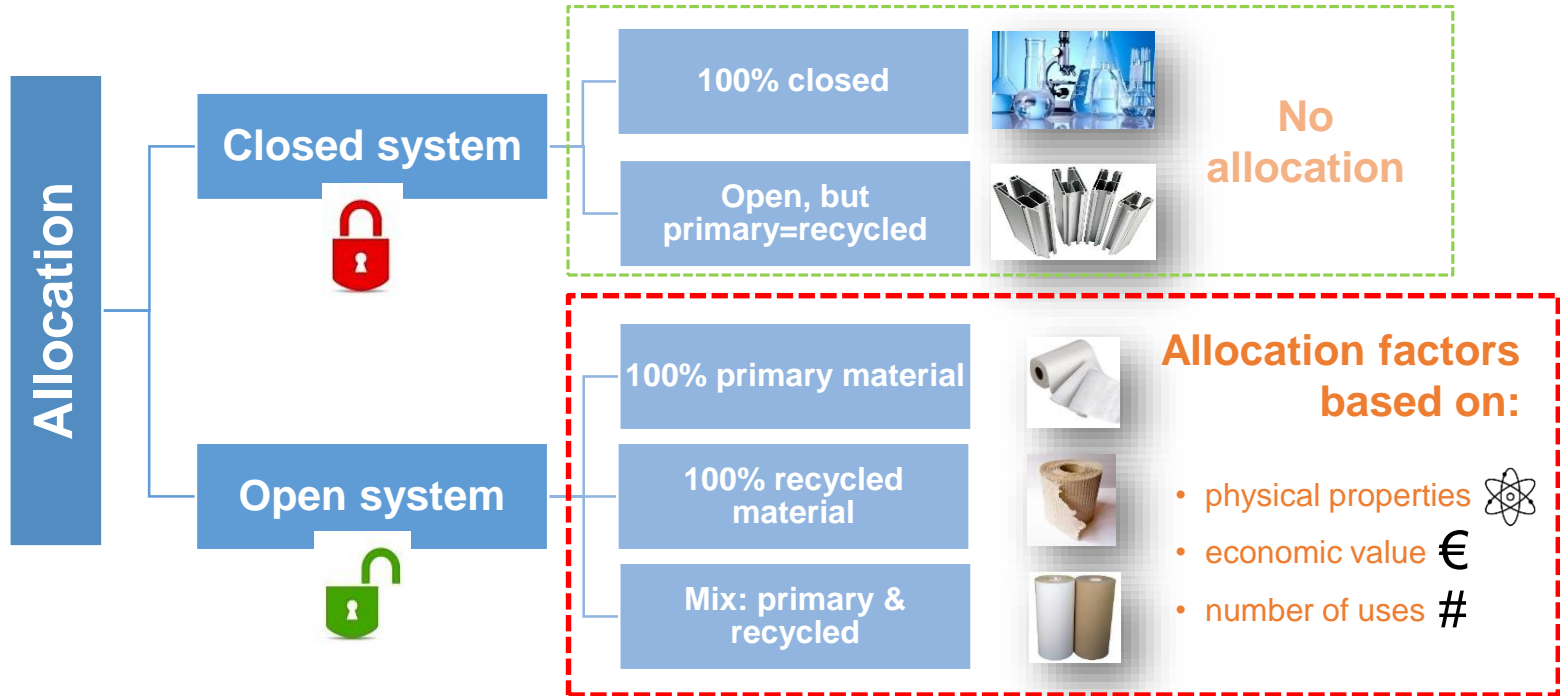 Allocation
Closed system
100% closed
Open, but
primary=recycled
No
allocation
Open system
100% primary material
100% recycled
material
Mix: primary &
recycled
Allocation factors
based on:
• physical properties
• economic value €
• number of uses #